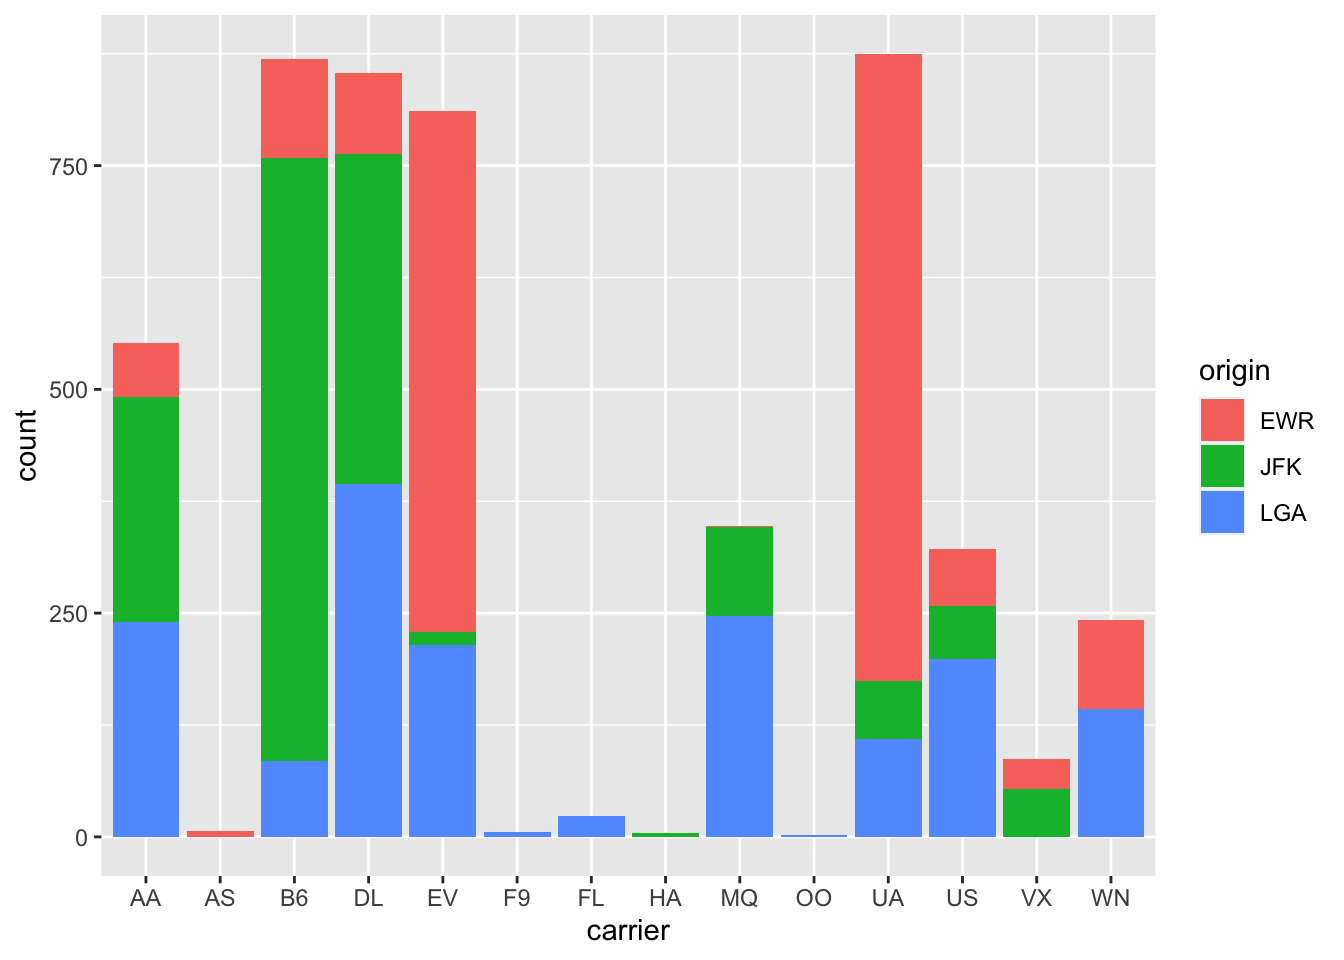 count
750
500
250
0
AA AS B6 DL EV F9 FL HA MQ OO UA US VX WN
carrier
origin
EWR
JFK
LGA